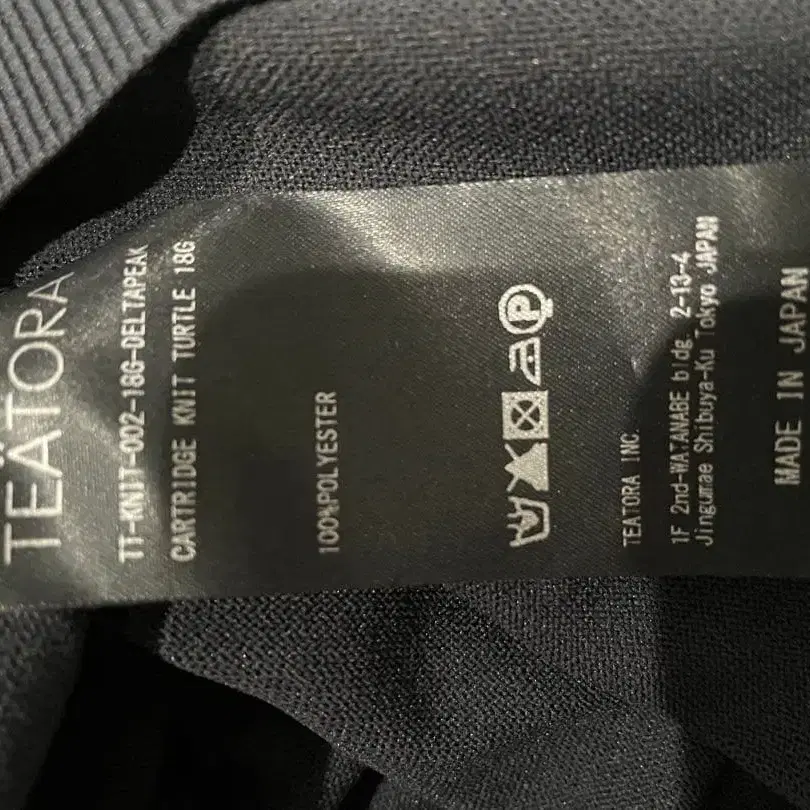 TEÄTORA
TT-KNIT-002-18G-DELTAPEAK
CARTRIDGE KNIT TURTLE 18G
100%POLYESTER
P
TEATORA INC.
1F 2nd-WATANABE bldg. 2-13-4
Jingumae Shibuya-Ku Tokyo JAPAN
MADE IN JAPAN